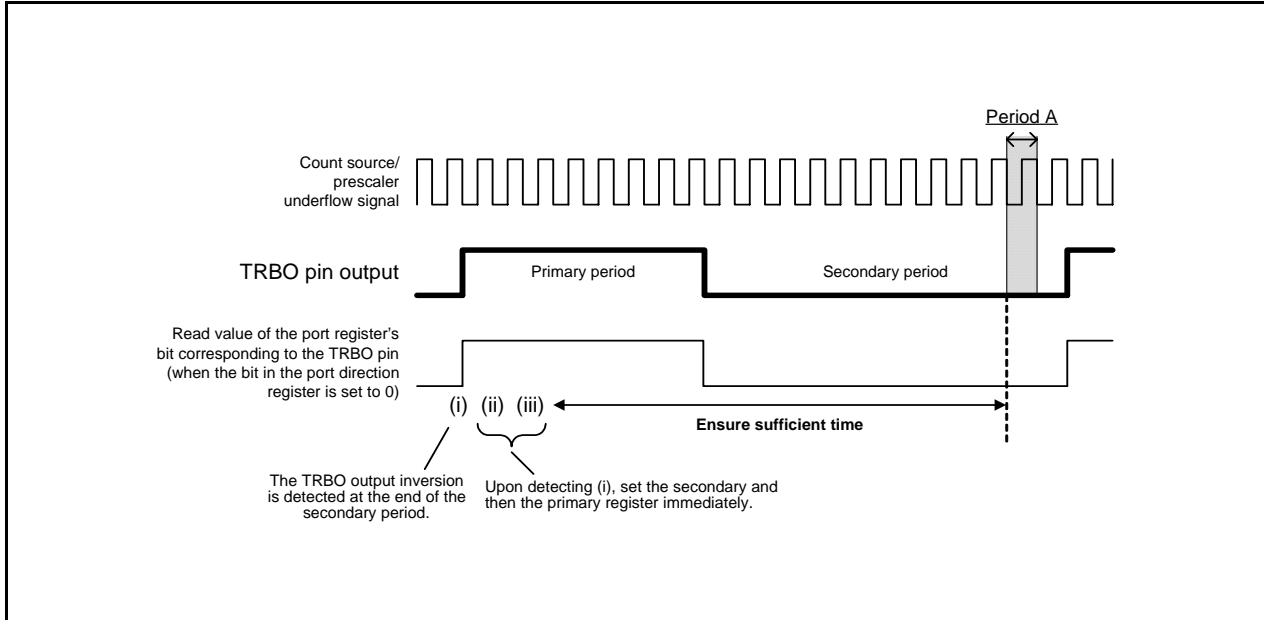 Period A
Count source/
prescaler
underflow signal
TRBO pin output
Primary period
Secondary period
Read value of the port register's
bit corresponding to the TRBO pin
(when the bit in the port direction
register is set to 0)
(i) (ii) (iii)
Ensure sufficient time
The TRBO output inversion
is detected at the end of the
secondary period.
Upon detecting (i), set the secondary and
then the primary register immediately.